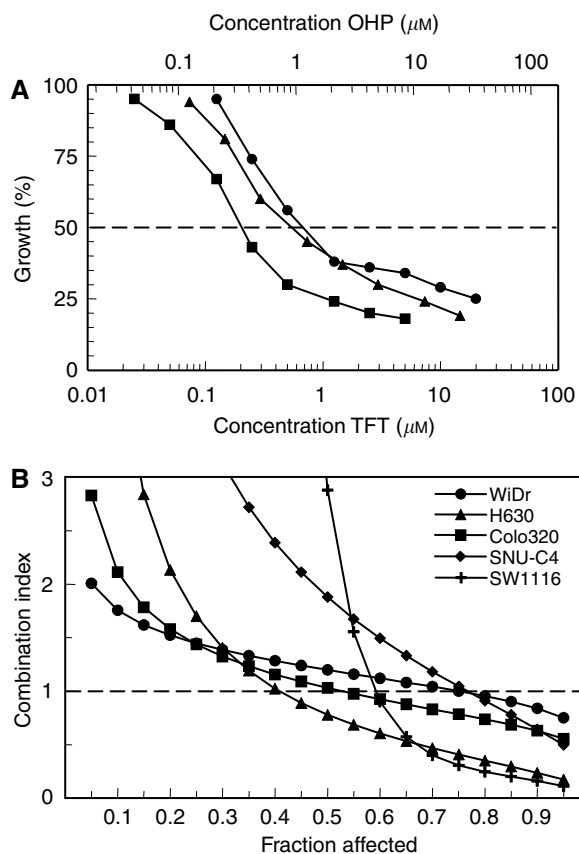 Concentration OHP (μM)
0.1 1 10 100
A
100
75
50
25
0
Growth (%)
0.01 0.1 1 10 100
Concentration TFT (μM)
B
3
2
1
0
Combination index
WiDr
H630
Colo320
SNU-C4
SW1116
0.1 0.2 0.3 0.4 0.5 0.6 0.7 0.8 0.9
Fraction affected